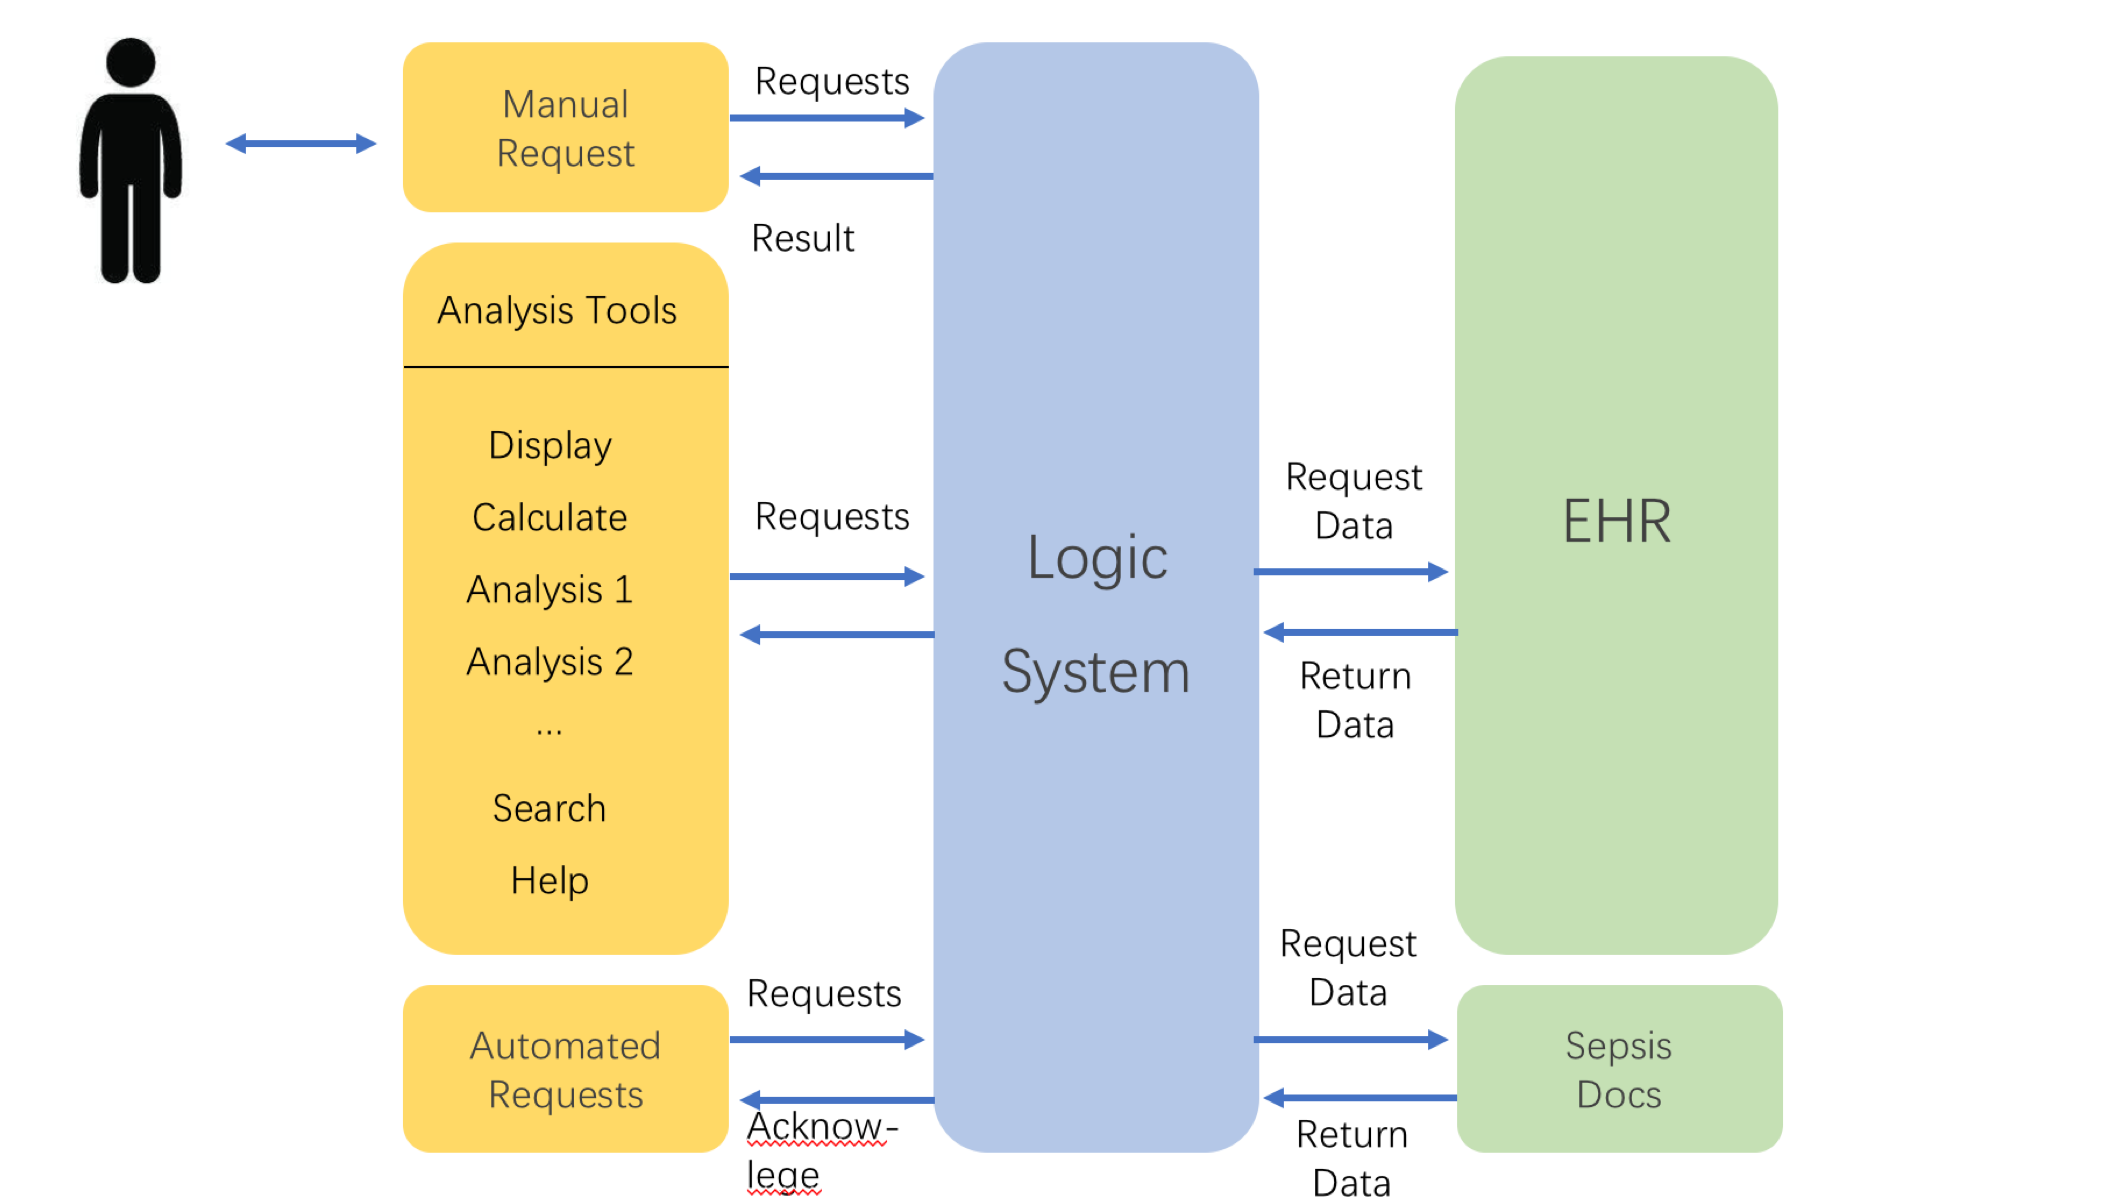 Manual
Request
Requests
Result
Analysis Tools
Display
Calculate
Analysis 1
Analysis 2
...
Search
Help
Requests
Automated
Requests
Requests
Acknow-
lege
Logic
System
Request
Data
Return
Data
EHR
Request
Data
Return
Data
Sepsis
Docs